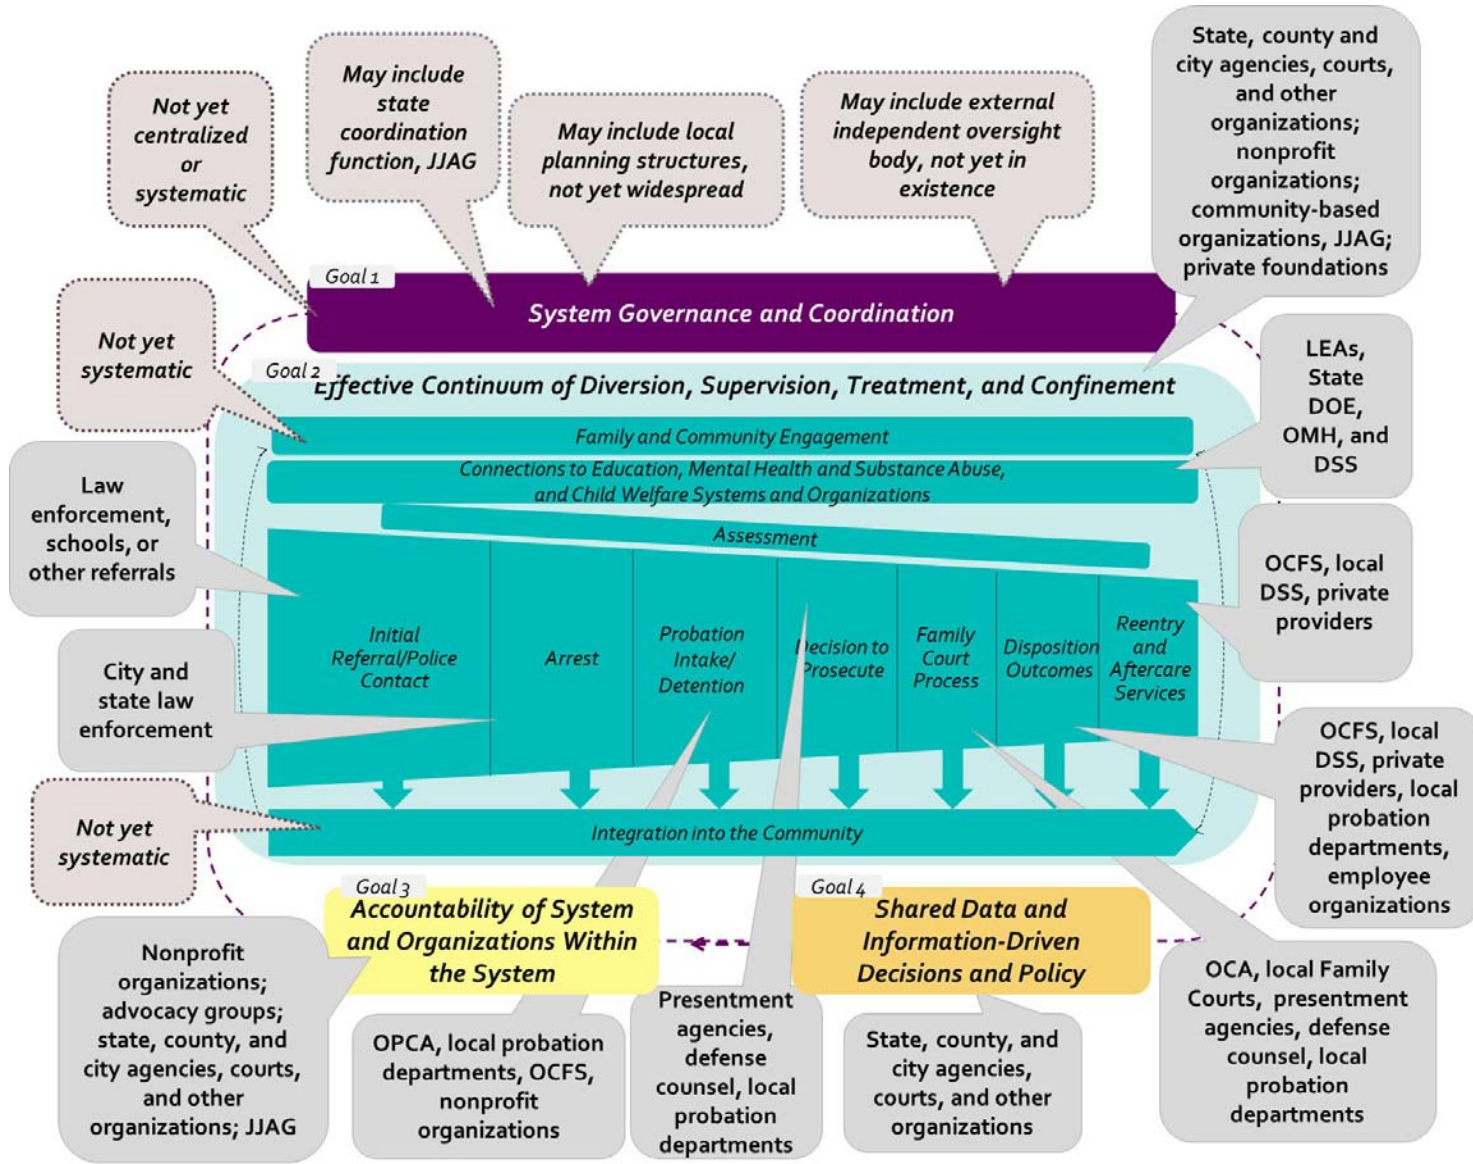 Not yet
centralized
or
systematic
May include
state
coordination
function, JJAG
May include local
planning structures,
not yet widespread
May include external
independent oversight
body, not yet in
existence
State, county and
city agencies, courts,
and other
organizations;
nonprofit
organizations;
community-based
organizations, JJAG;
private foundations
Goal 1
System Governance and Coordination
Not yet
systematic
Goal 2
Effective Continuum of Diversion, Supervision, Treatment, and Confinement
LEAs,
State
DOE,
OMH, and
DSS
Family and Community Engagement
Connections to Education, Mental Health and Substance Abuse,
and Child Welfare Systems and Organizations
Assessment
Law
enforcement,
schools, or
other referrals
OCFS, local
DSS, private
providers
Initial
Referral/Police
Contact
Arrest
Probation
Intake/
Detention
Decision to
Prosecute
Family
Court
Process
Disposition
Outcomes
Reentry
and
Aftercare
Services
City and
state law
enforcement
OCFS, local
DSS, private
providers, local
probation
departments,
employee
organizations
Not yet
systematic
Integration into the Community
Goal 3
Accountability of System
and Organizations Within
the System
Goal 4
Shared Data and
Information-Driven
Decisions and Policy
Nonprofit
organizations;
advocacy groups;
state, county, and
city agencies, courts,
and other
organizations; JJAG
OPCA, local probation
departments, OCFS,
nonprofit
organizations
Presentment
agencies,
defense
counsel, local
probation
departments
State, county, and
city agencies,
courts, and other
organizations
OCA, local Family
Courts, presentment
agencies, defense
counsel, local
probation
departments